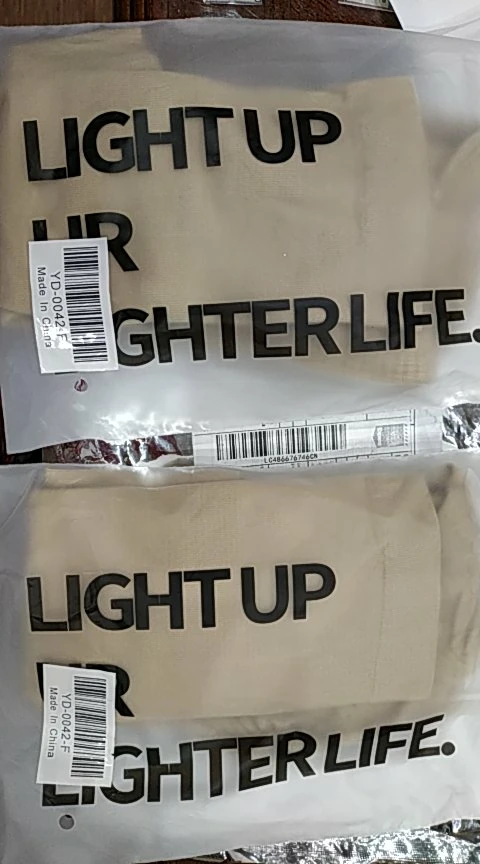 LIGHT UP
UR
LIGHTER LIFE.
YD-0042-F
Made In China
LC486676746CN
LIGHT UP
UR
LIGHTER LIFE.
YD-0042-F
Made In China